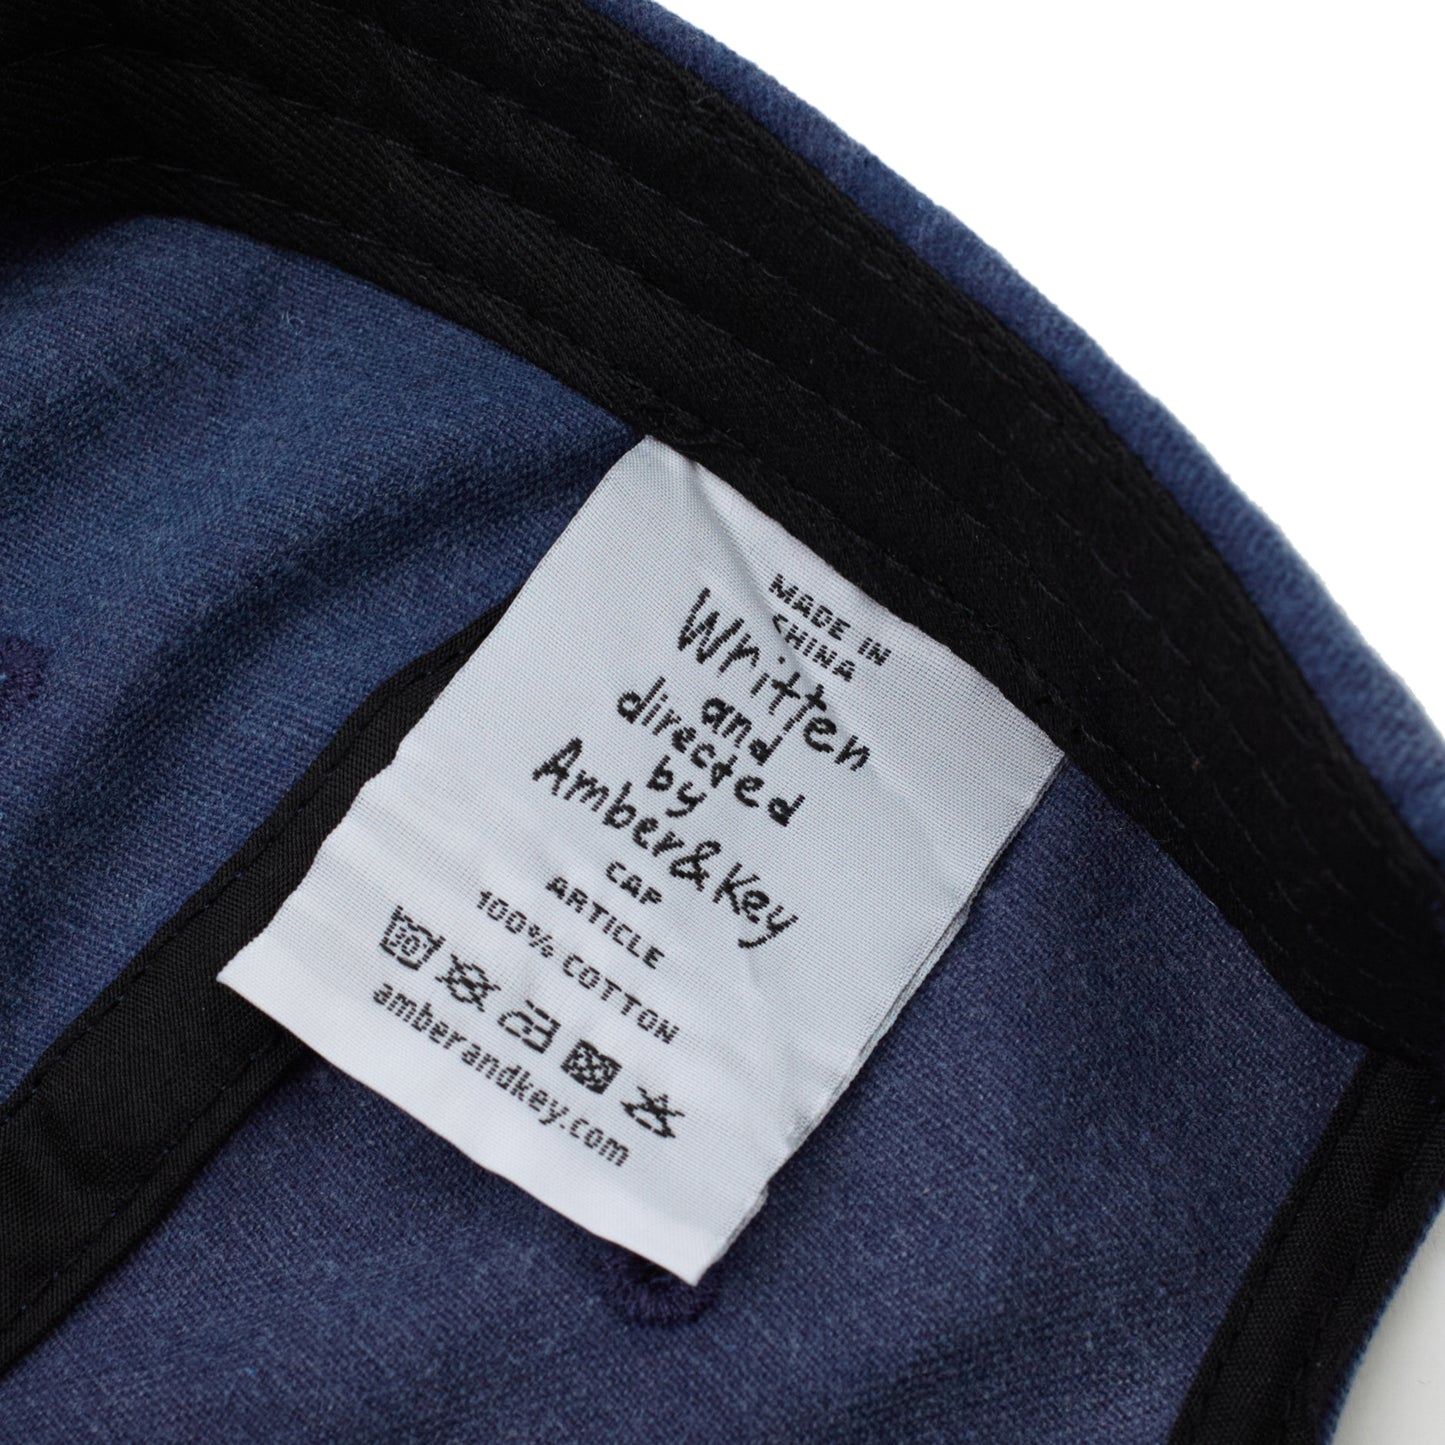 MADE IN
CHINA
Written
and
directed
by
Amber&Key
CAP
ARTICLE
100% COTTON
amberandkey.com